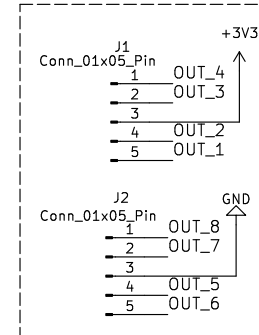 +3V3
J1
Conn_01x05_Pin
1 OUT_4
2 OUT_3
3
4 OUT_2
5 OUT_1
J2
GND
Conn_01x05_Pin
1 OUT_8
2 OUT_7
3
4 OUT_5
5 OUT_6